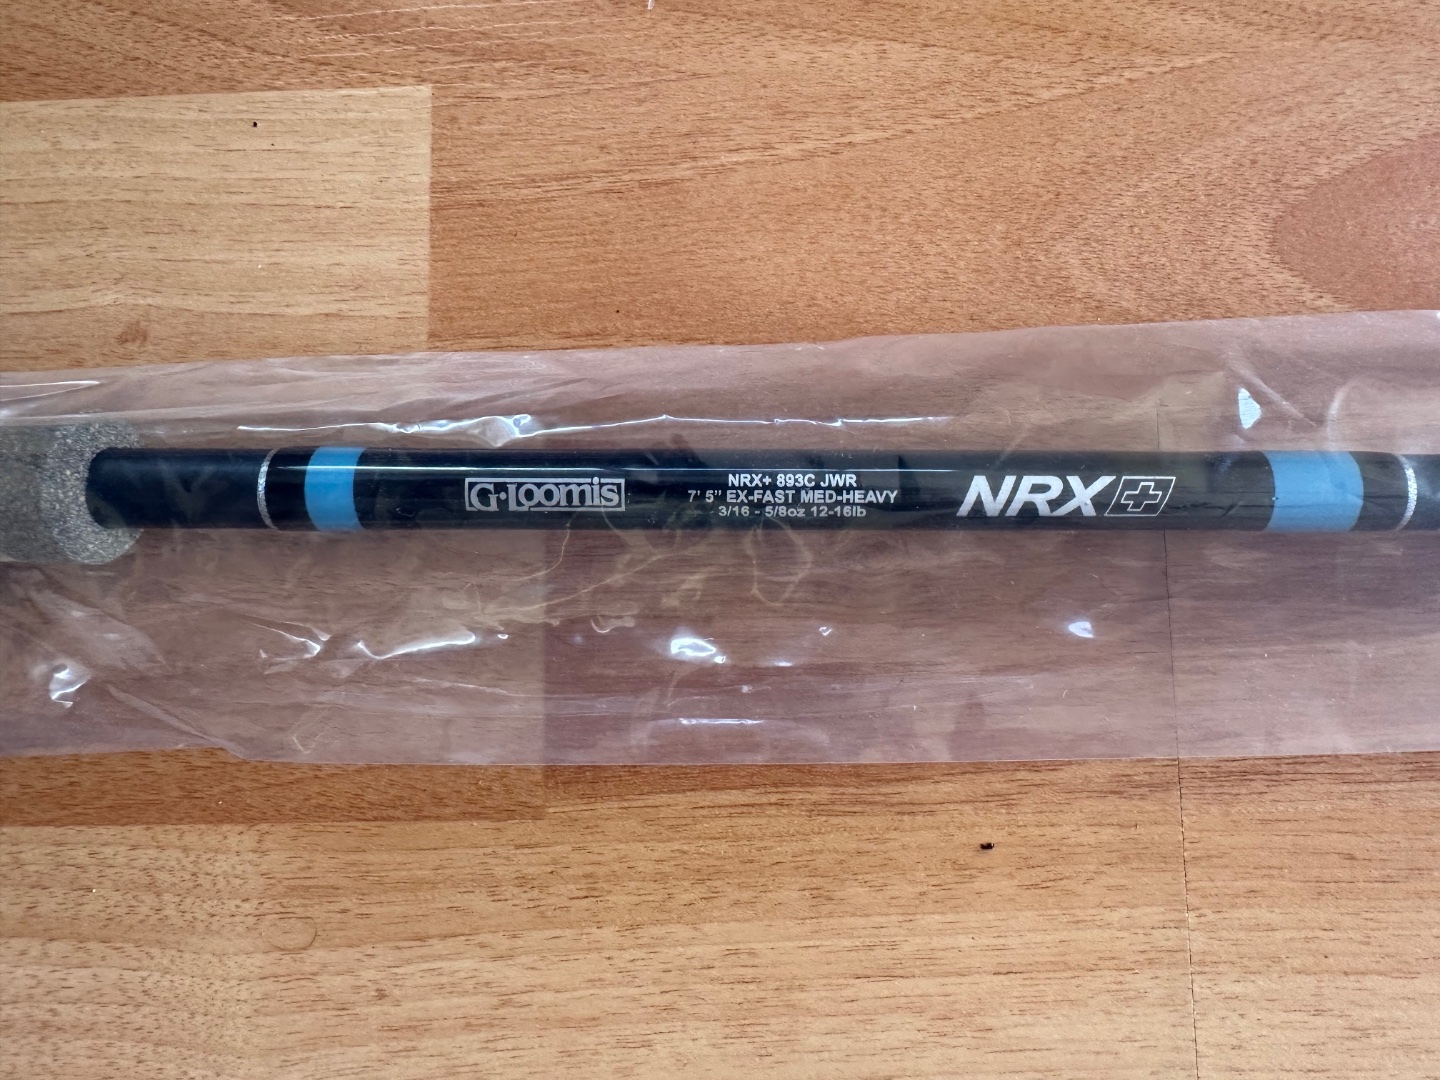 G·Loomis
NRX+ 893C JWR
7' 5" EX-FAST MED-HEAVY
3/16 - 5/8oz 12-16lb
NRX+